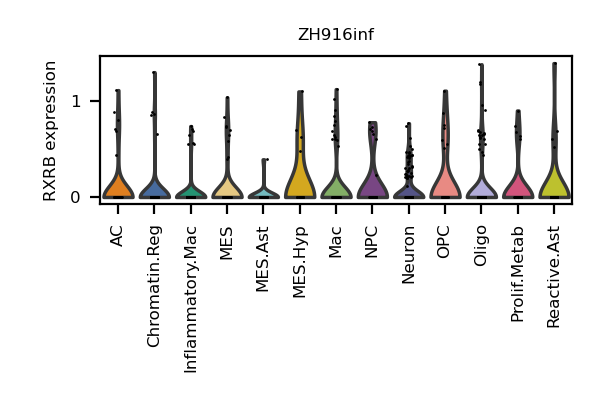 ZH916inf
RXRB expression
1
0
AC
Chromatin.Reg
Inflammatory.Mac
MES
MES.Ast
MES.Hyp
Mac
NPC
Neuron
OPC
Oligo
Prolif.Metab
Reactive.Ast